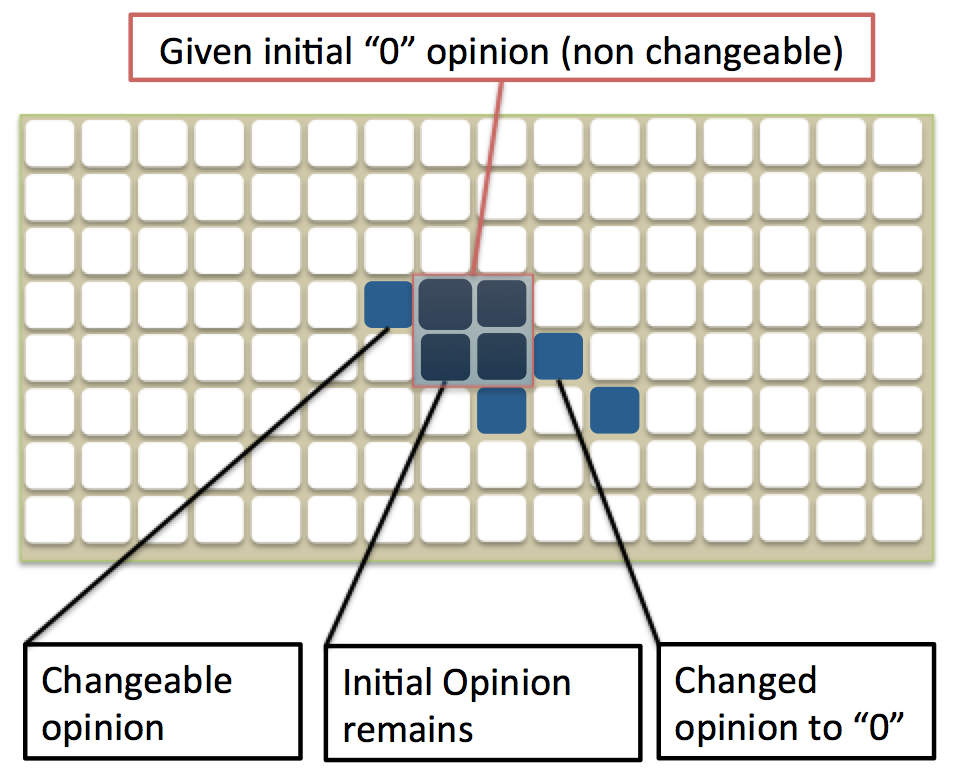 Given initial “0” opinion (non changeable)
Changeable
opinion
Initial Opinion
remains
Changed
opinion to “0”